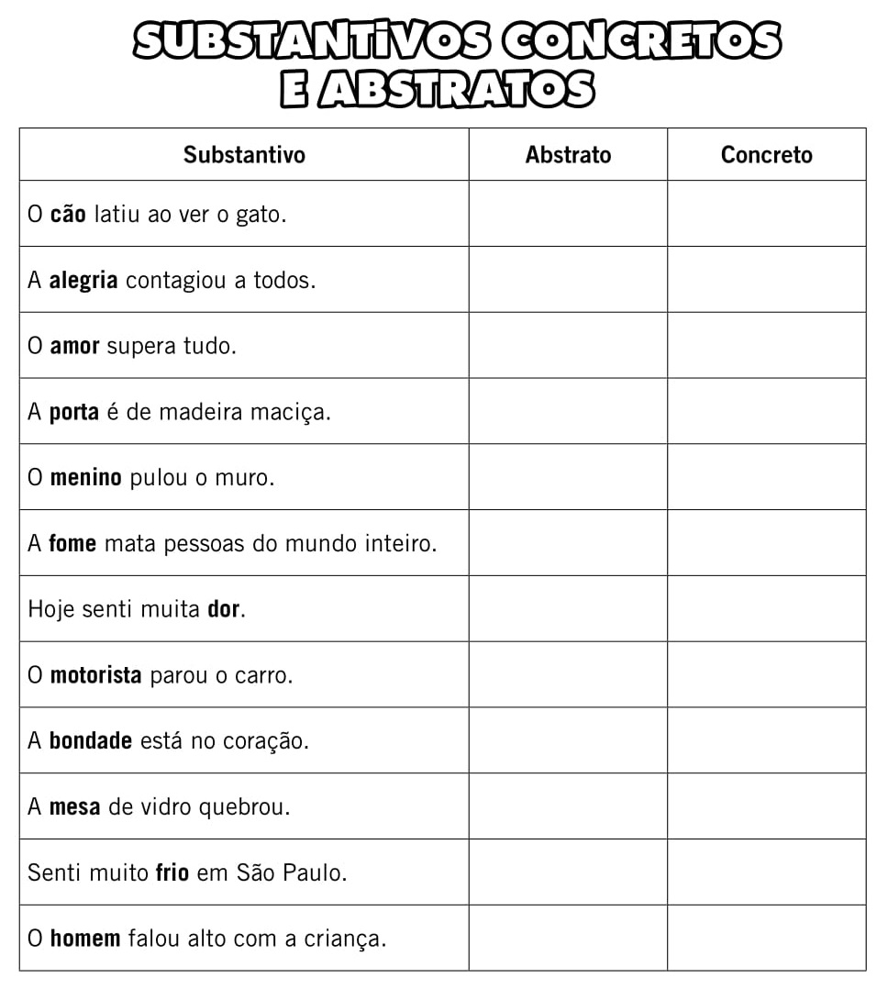 SUBSTANTIVOS CONCRETOS
E ABSTRATOS
Substantivo Abstrato Concreto
O cão latiu ao ver o gato.
A alegria contagiou a todos.
O amor supera tudo.
A porta é de madeira maciça.
O menino pulou o muro.
A fome mata pessoas do mundo inteiro.
Hoje senti muita dor.
O motorista parou o carro.
A bondade está no coração.
A mesa de vidro quebrou.
Senti muito frio em São Paulo.
O homem falou alto com a criança.